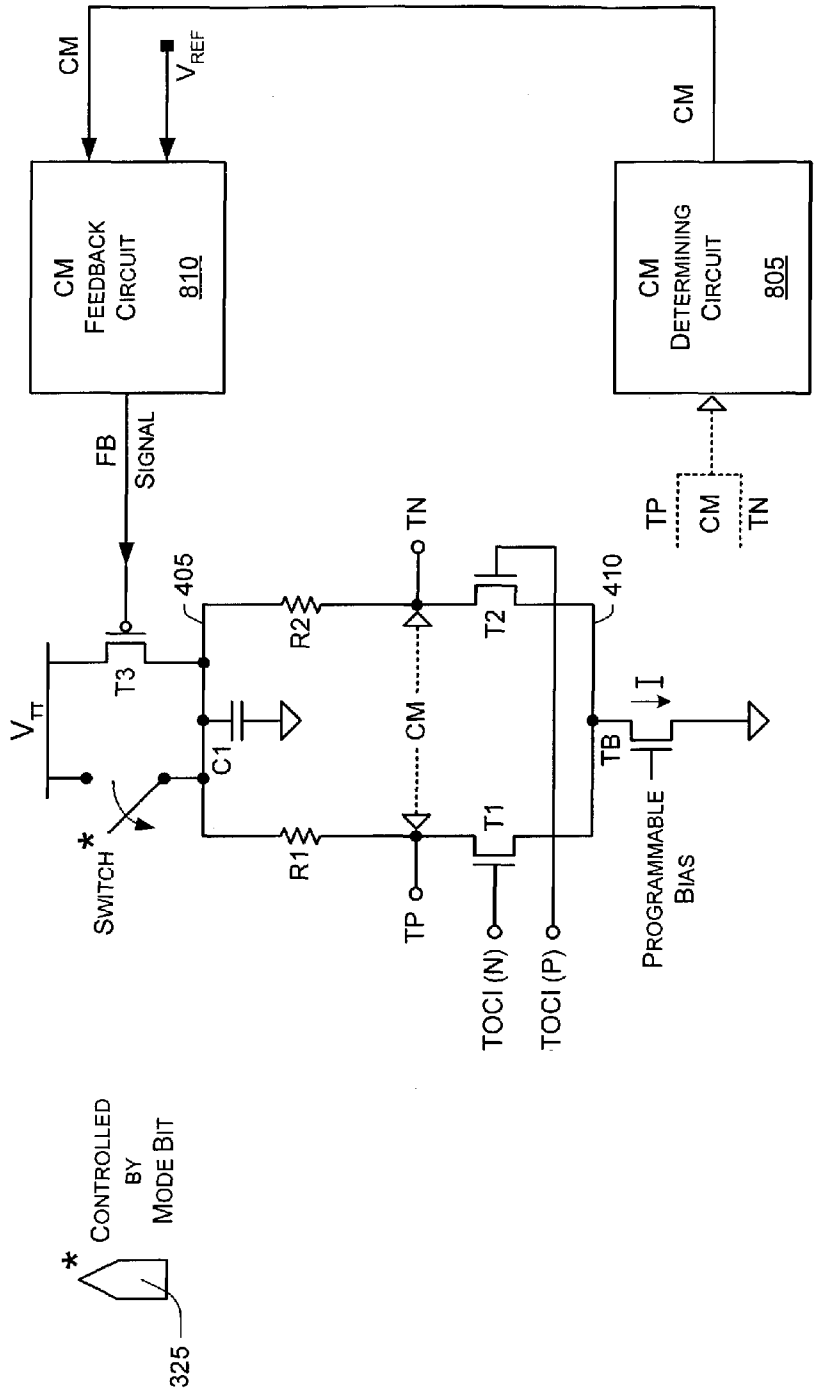 325
*
CONTROLLED
BY
MODE BIT
SWITCH
*
V_TT
T3
FB
SIGNAL
CM
FEEDBACK
CIRCUIT
810
CM
V_REF
405
C1
R1
R2
TP
CM
TN
T1
T2
TOCI (N)
TOCI (P)
410
TB
I
PROGRAMMABLE
BIAS
TP
CM
TN
CM
DETERMINING
CIRCUIT
805
CM